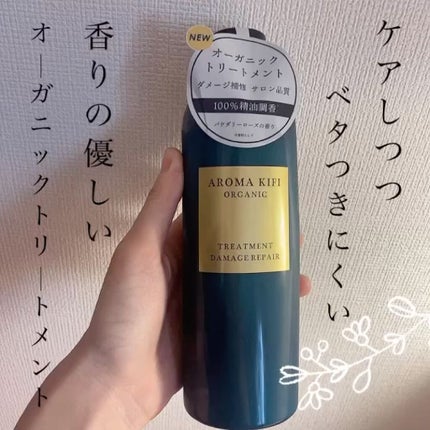 ケアしつつ
ベタつきにくい
香りの優しい
オーガニックトリートメント
NEW
オーガニック
トリートメント
ダメージ補修 サロン品質
100%精油調香
パウダリーローズの香り
AROMA KIFI
ORGANIC
TREATMENT
DAMAGE REPAIR